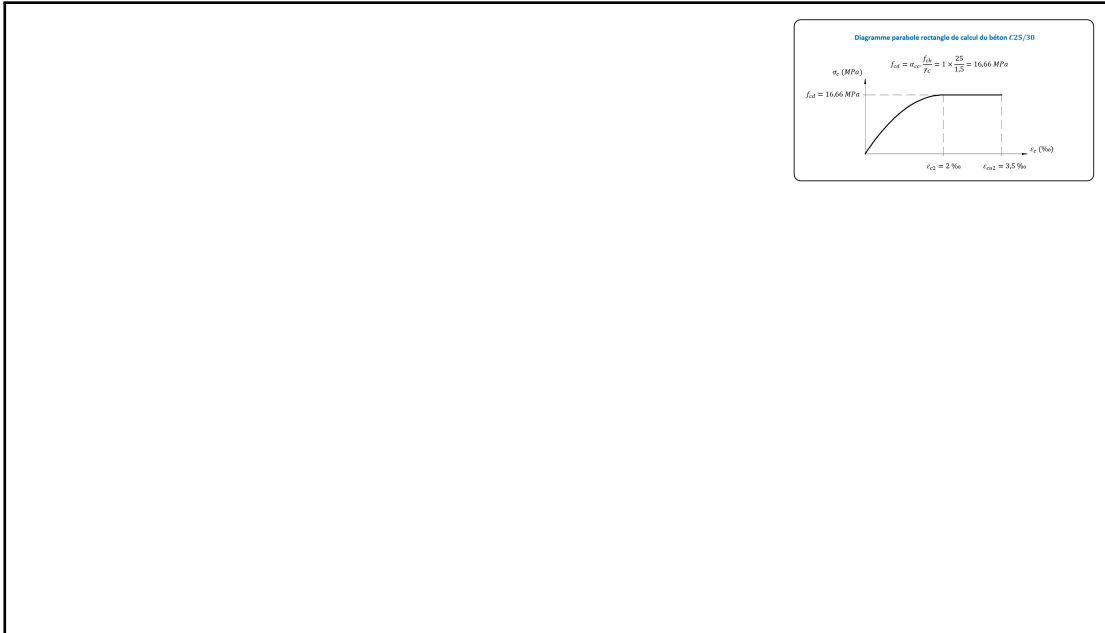 Diagramme parabole rectangle de calcul du béton C25/30
f_cd = α_cc. f_ck/γ_C = 1 × 25/1,5 = 16,66 MPa
σ_c (MPa)
f_cd = 16,66 MPa
ε_c (‰)
ε_c2 = 2 ‰ ε_cu2 = 3,5 ‰